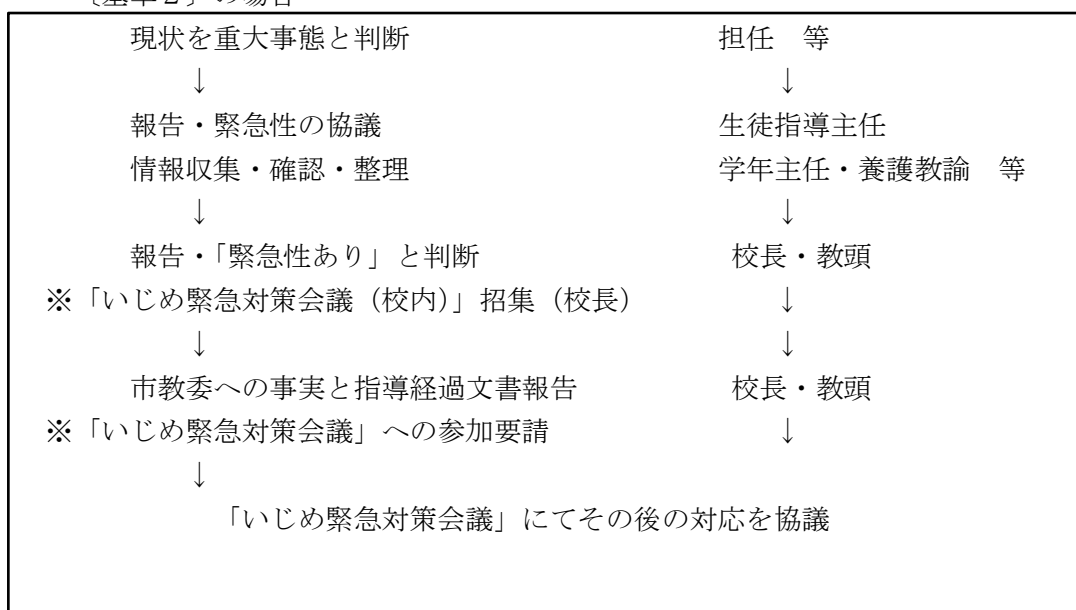 〔基準２〕の場合
現状を重大事態と判断　担任　等
↓　↓
報告・緊急性の協議　生徒指導主任
情報収集・確認・整理　学年主任・養護教諭　等
↓　↓
報告・「緊急性あり」と判断　校長・教頭
※「いじめ緊急対策会議（校内）」招集（校長）　↓
↓　↓
市教委への事実と指導経過文書報告　校長・教頭
※「いじめ緊急対策会議」への参加要請　↓
↓
「いじめ緊急対策会議」にてその後の対応を協議